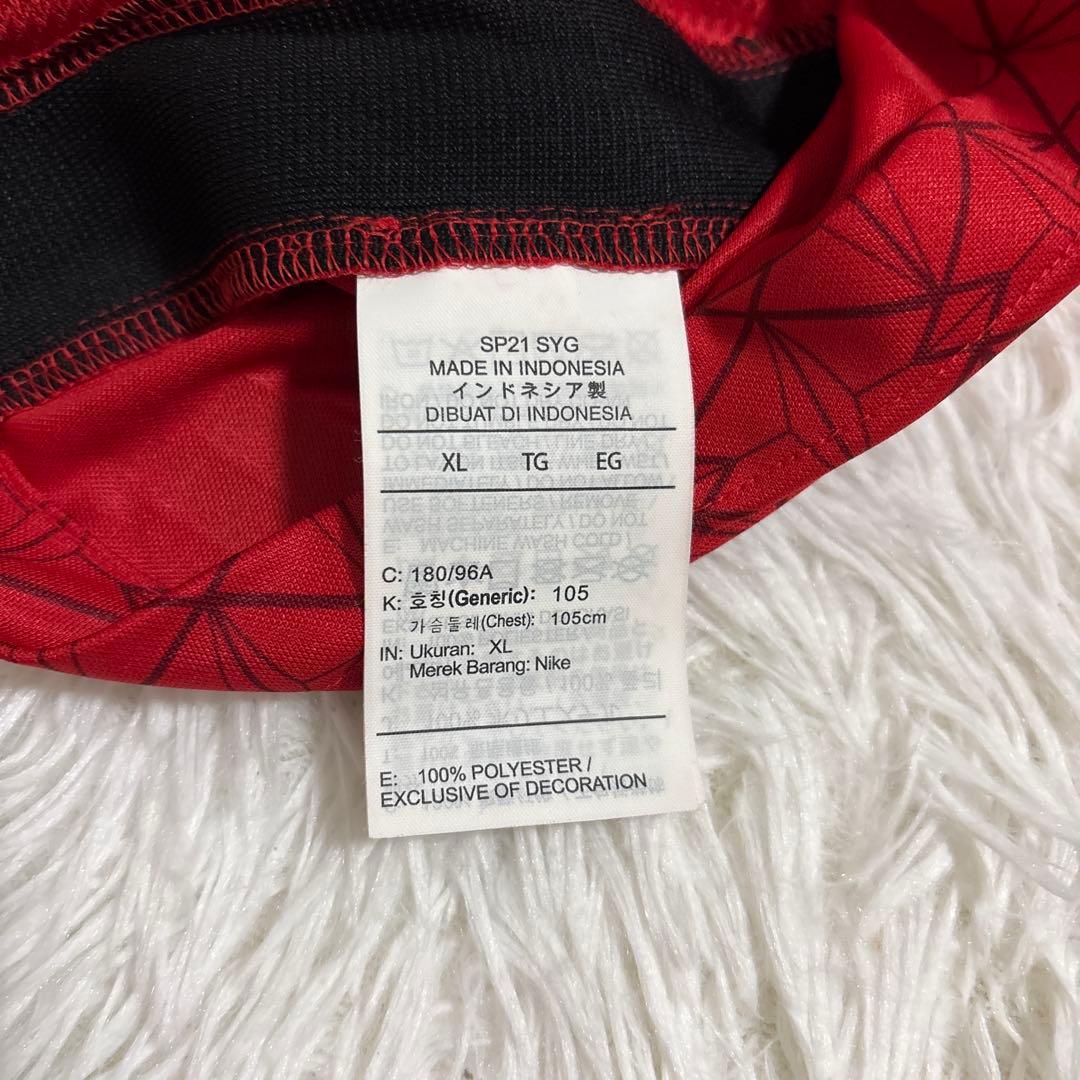 SP21 SYG
MADE IN INDONESIA
インドネシア製
DIBUAT DI INDONESIA
XL TG EG
C: 180/96A
K: 호칭(Generic): 105
가슴둘레(Chest): 105cm
IN: Ukuran: XL
Merek Barang: Nike
E: 100% POLYESTER /
EXCLUSIVE OF DECORATION